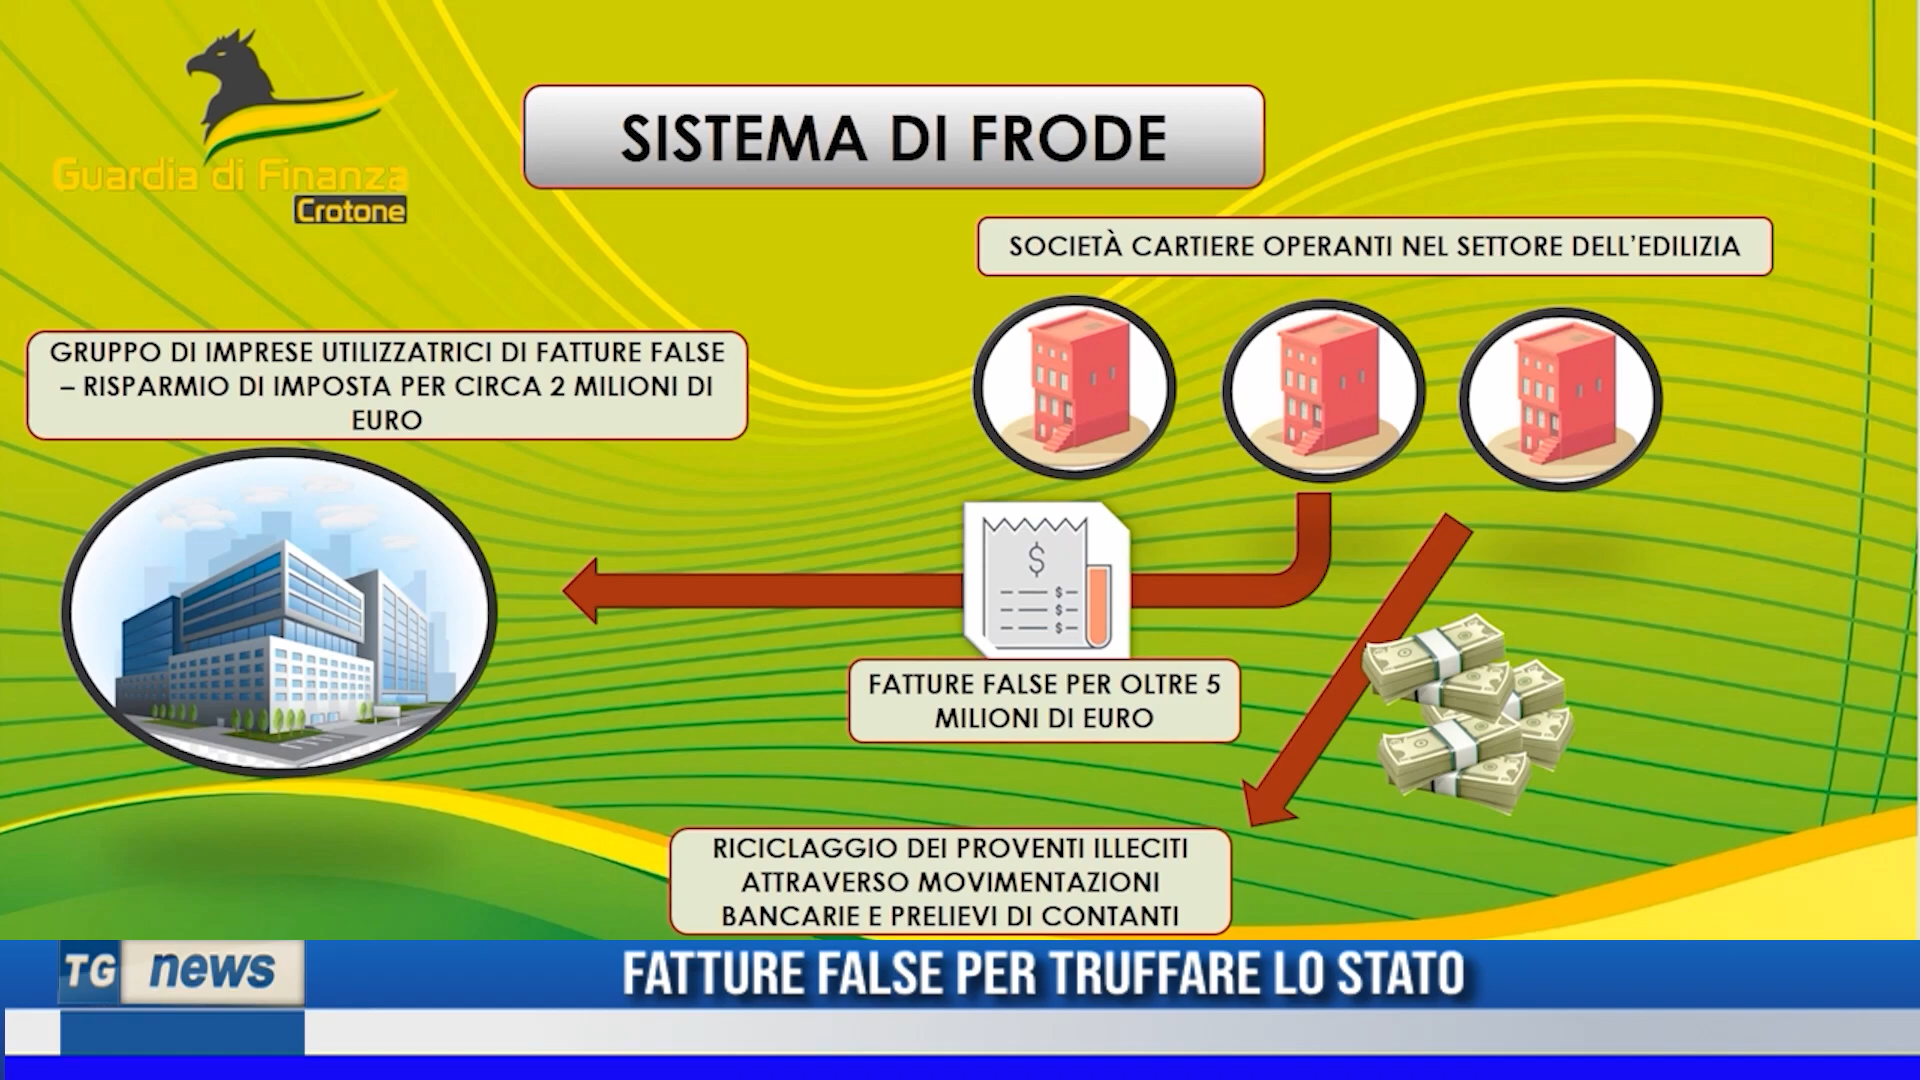 Guardia di Finanza
Crotone
SISTEMA DI FRODE
SOCIETÀ CARTIERE OPERANTI NEL SETTORE DELL'EDILIZIA
GRUPPO DI IMPRESE UTILIZZATRICI DI FATTURE FALSE
– RISPARMIO DI IMPOSTA PER CIRCA 2 MILIONI DI
EURO
$
$
$
$
FATTURE FALSE PER OLTRE 5
MILIONI DI EURO
RICICLAGGIO DEI PROVENTI ILLECITI
ATTRAVERSO MOVIMENTAZIONI
BANCARIE E PRELIEVI DI CONTANTI
TG news
FATTURE FALSE PER TRUFFARE LO STATO